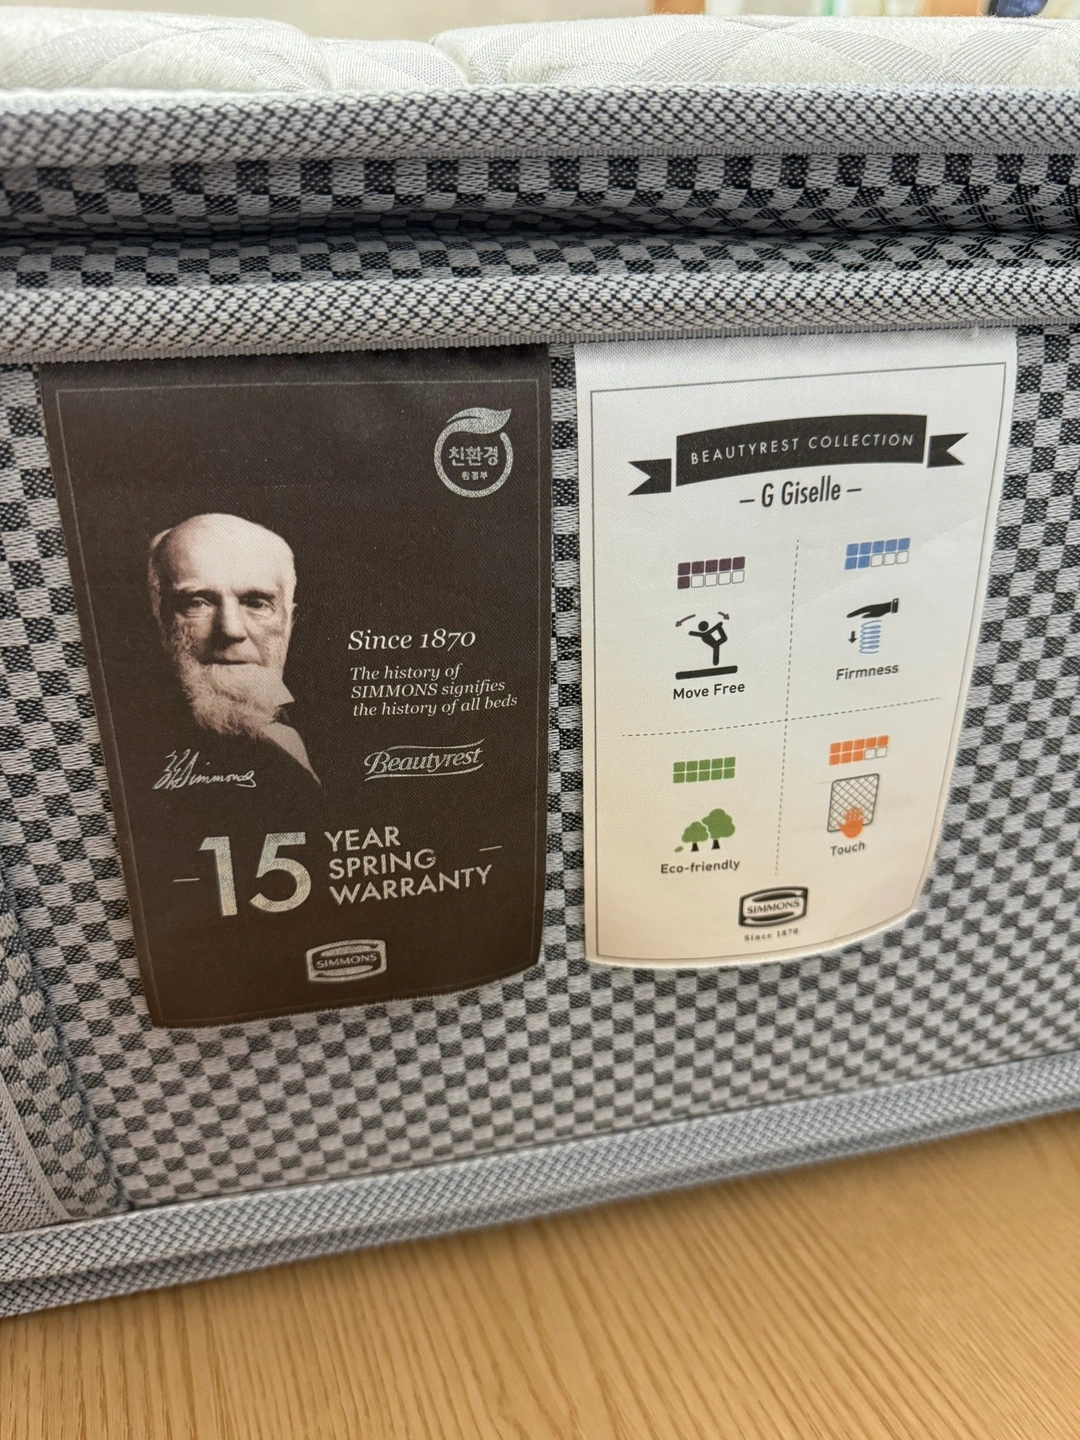 친환경
환경부
Since 1870
The history of
SIMMONS signifies
the history of all beds
Simmons
Beautyrest
15 YEAR
SPRING
WARRANTY
SIMMONS
BEAUTYREST COLLECTION
– G Giselle –
Move Free
Firmness
Eco-friendly
Touch
SIMMONS
Since 1870